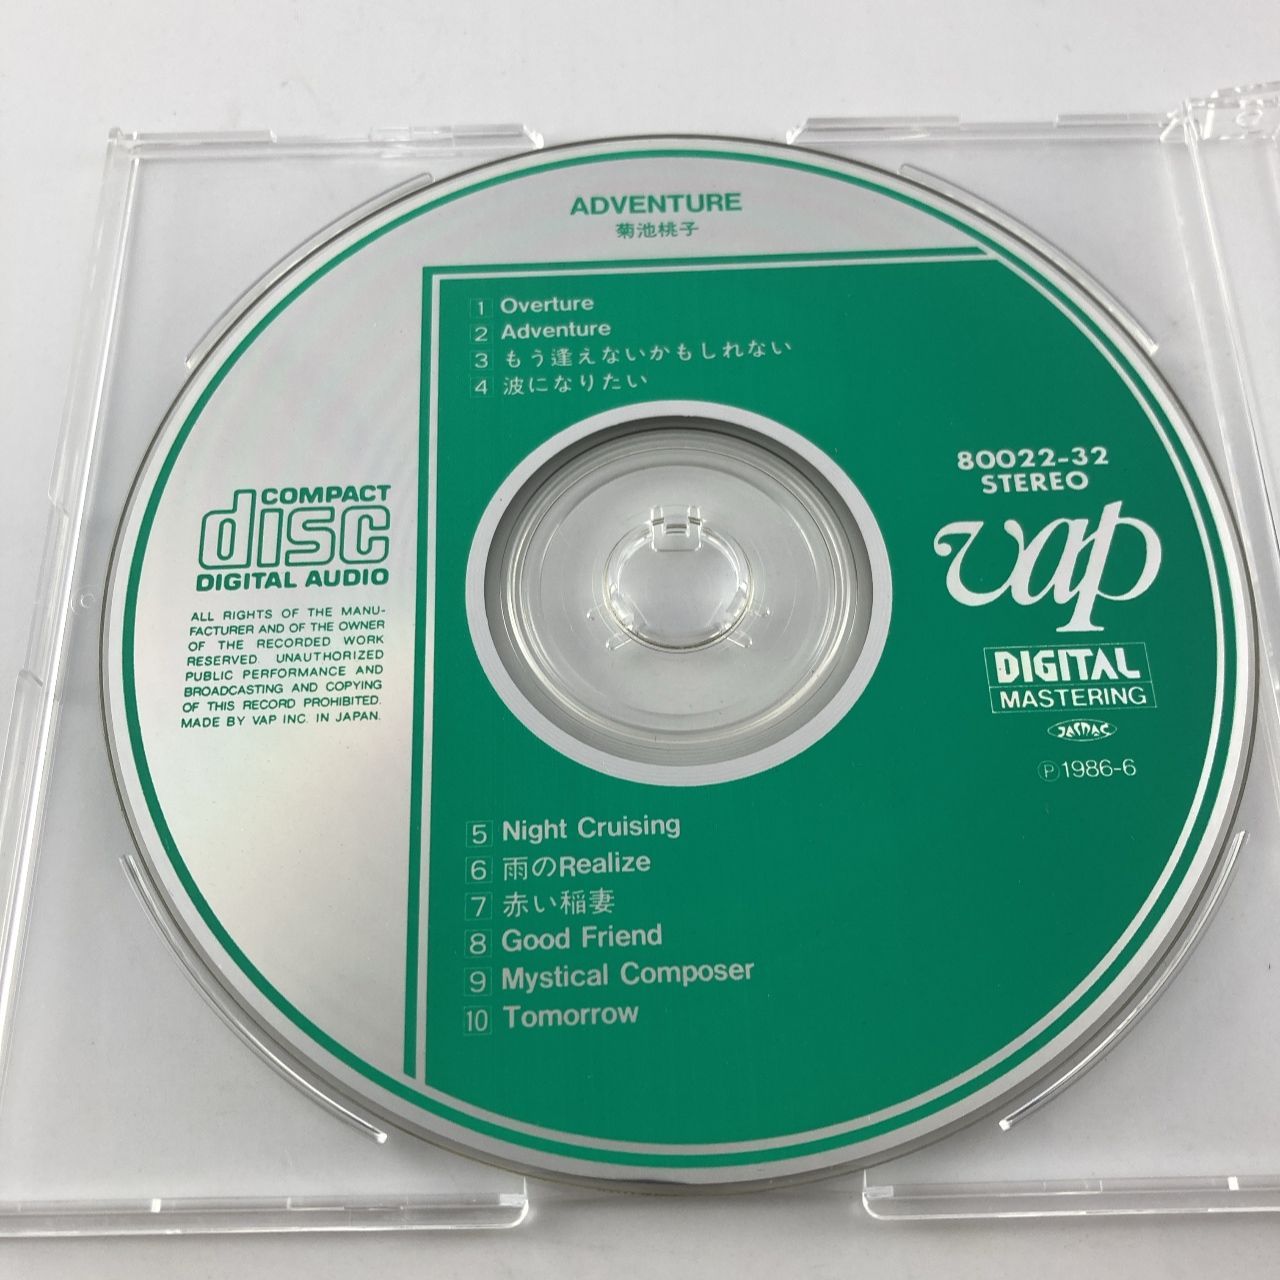 ADVENTURE
菊池桃子
1 Overture
2 Adventure
3 もう逢えないかもしれない
4 波になりたい
80022-32
STEREO
vap
DIGITAL
MASTERING
JASRAC
Ⓟ1986-6
COMPACT
disc
DIGITAL AUDIO
ALL RIGHTS OF THE MANU-
FACTURER AND OF THE OWNER
OF THE RECORDED WORK
RESERVED. UNAUTHORIZED
PUBLIC PERFORMANCE AND
BROADCASTING AND COPYING
OF THIS RECORD PROHIBITED.
MADE BY VAP INC. IN JAPAN.
5 Night Cruising
6 雨のRealize
7 赤い稲妻
8 Good Friend
9 Mystical Composer
10 Tomorrow